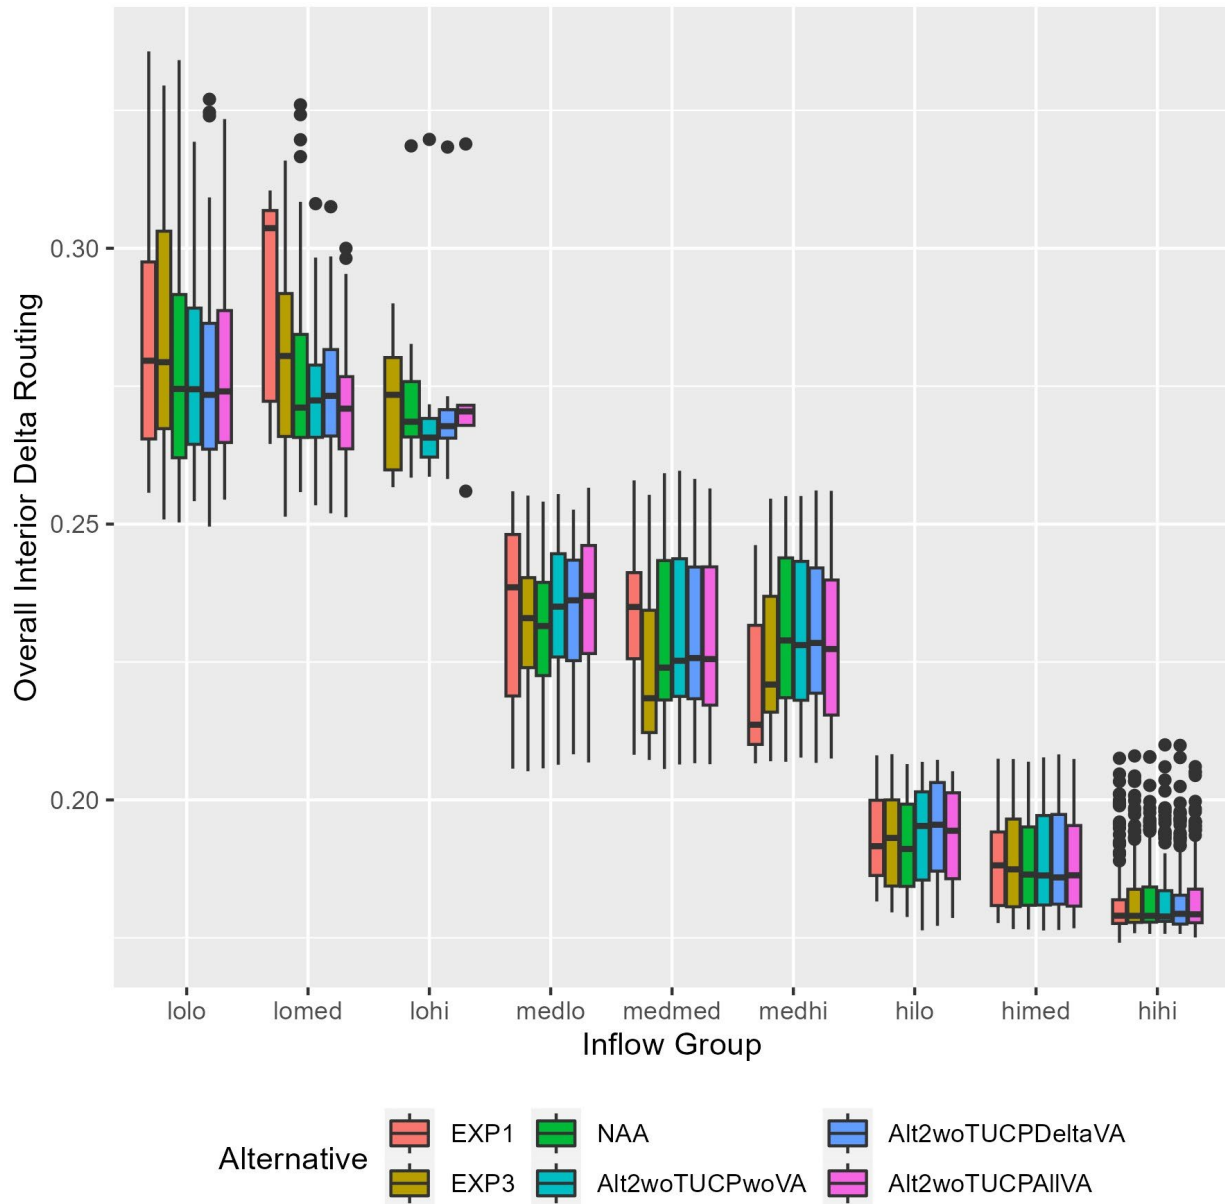 Overall Interior Delta Routing
0.30
0.25
0.20
lolo lomed lohi medlo medmed medhi hilo himed hihi
Inflow Group
Alternative
EXP1 NAA Alt2woTUCPDeltaVA
EXP3 Alt2woTUCPwoVA Alt2woTUCPAllVA